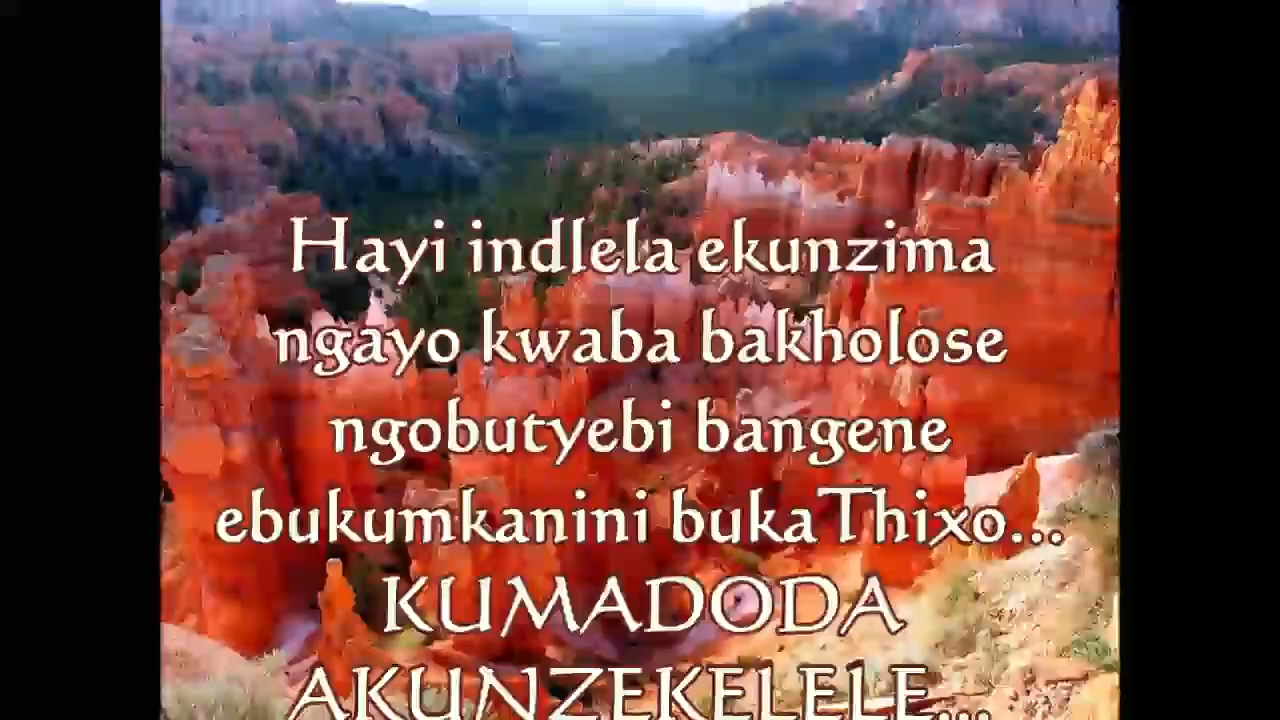 Hayi indlela ekunzima
ngayo kwaba bakholose
ngobutyebi bangene
ebukumkanini bukaThixo...
KUMADODA
AKUNZEKELELE...